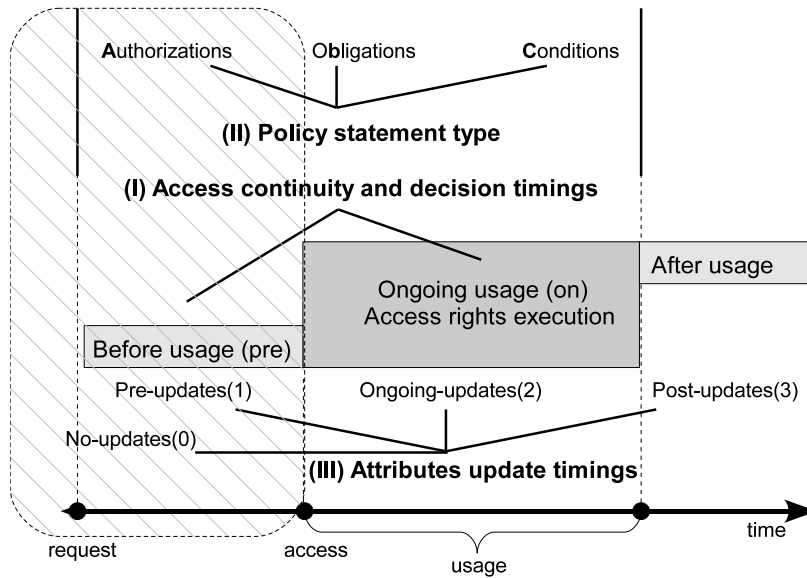 Authorizations Obligations Conditions
(II) Policy statement type
(I) Access continuity and decision timings
After usage
Ongoing usage (on)
Access rights execution
Before usage (pre)
Pre-updates(1) Ongoing-updates(2) Post-updates(3)
No-updates(0)
(III) Attributes update timings
request access usage time